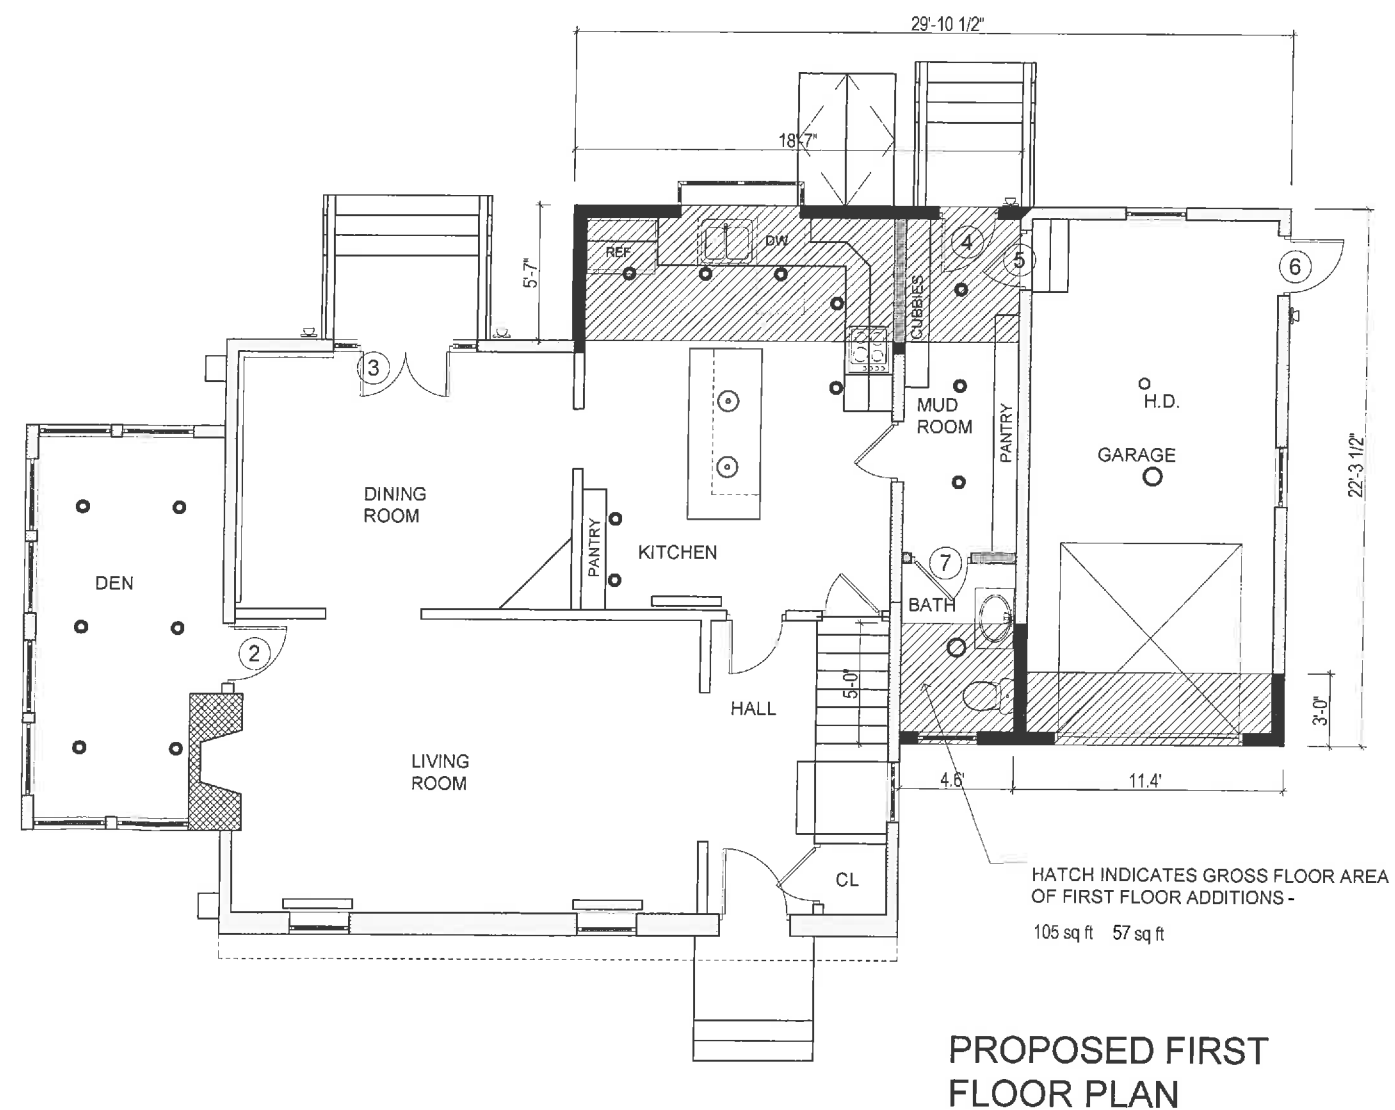 29'-10 1/2"
18'-7"
5'-7"
REF
DW
CUBBIES
4
5
6
3
MUD
ROOM
PANTRY
H.D.
GARAGE
22'-3 1/2"
DINING
ROOM
PANTRY
KITCHEN
DEN
7
BATH
2
5'-0"
HALL
3'-0"
LIVING
ROOM
4.6'
11.4'
CL
HATCH INDICATES GROSS FLOOR AREA
OF FIRST FLOOR ADDITIONS -
105 sq ft 57 sq ft
PROPOSED FIRST
FLOOR PLAN